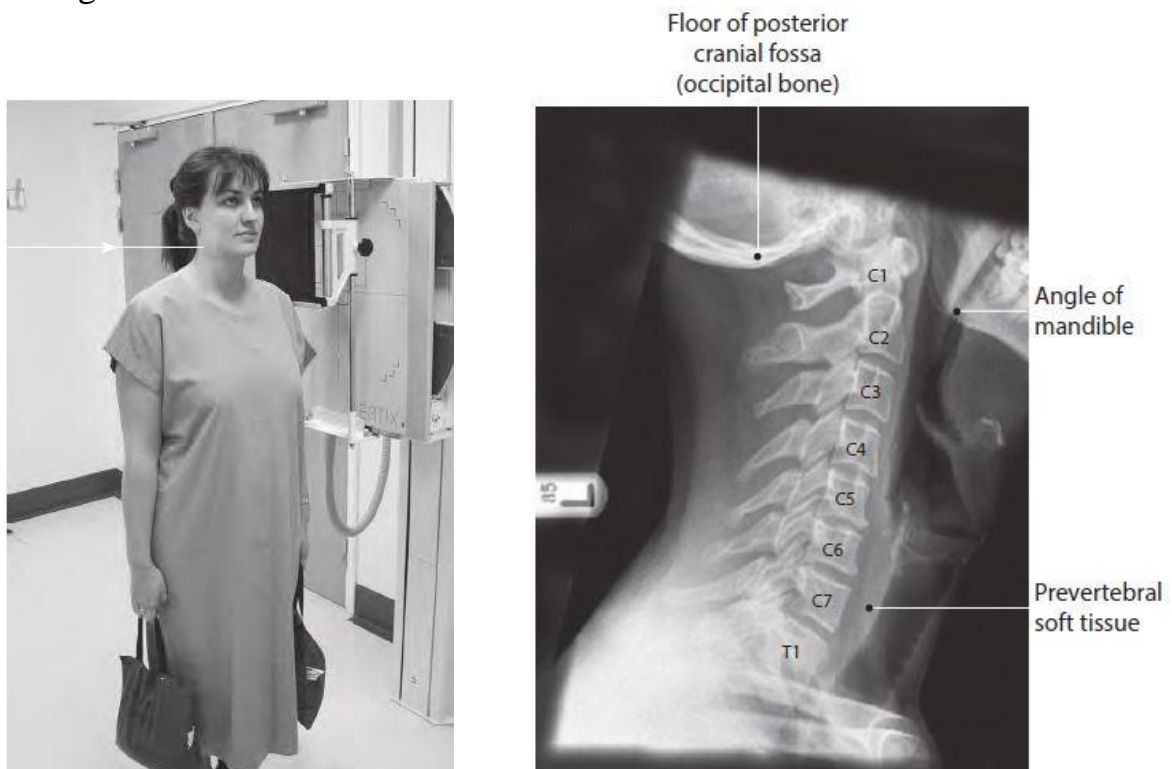 Floor of posterior
cranial fossa
(occipital bone)
C1
C2
Angle of
mandible
C3
C4
85
L
C5
C6
C7
Prevertebral
soft tissue
T1